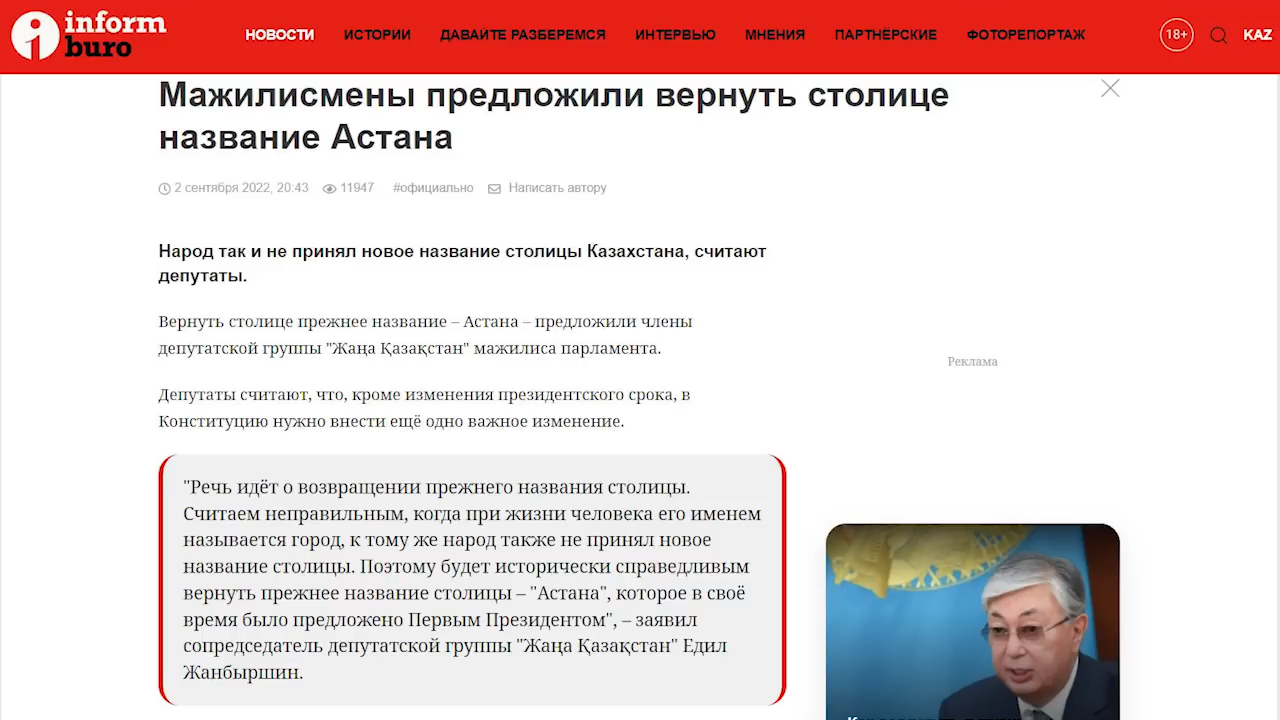 inform
buro
НОВОСТИ ИСТОРИИ ДАВАЙТЕ РАЗБЕРЕМСЯ ИНТЕРВЬЮ МНЕНИЯ ПАРТНЁРСКИЕ ФОТОРЕПОРТАЖ 18+ KAZ
Мажилисмены предложили вернуть столице
название Астана
2 сентября 2022, 20:43 11947 #официально Написать автору
Народ так и не принял новое название столицы Казахстана, считают
депутаты.
Вернуть столице прежнее название – Астана – предложили члены
депутатской группы "Жаңа Қазақстан" мажилиса парламента.
Реклама
Депутаты считают, что, кроме изменения президентского срока, в
Конституцию нужно внести ещё одно важное изменение.
"Речь идёт о возвращении прежнего названия столицы.
Считаем неправильным, когда при жизни человека его именем
называется город, к тому же народ также не принял новое
название столицы. Поэтому будет исторически справедливым
вернуть прежнее название столицы – "Астана", которое в своё
время было предложено Первым Президентом", – заявил
сопредседатель депутатской группы "Жаңа Қазақстан" Едил
Жанбыршин.